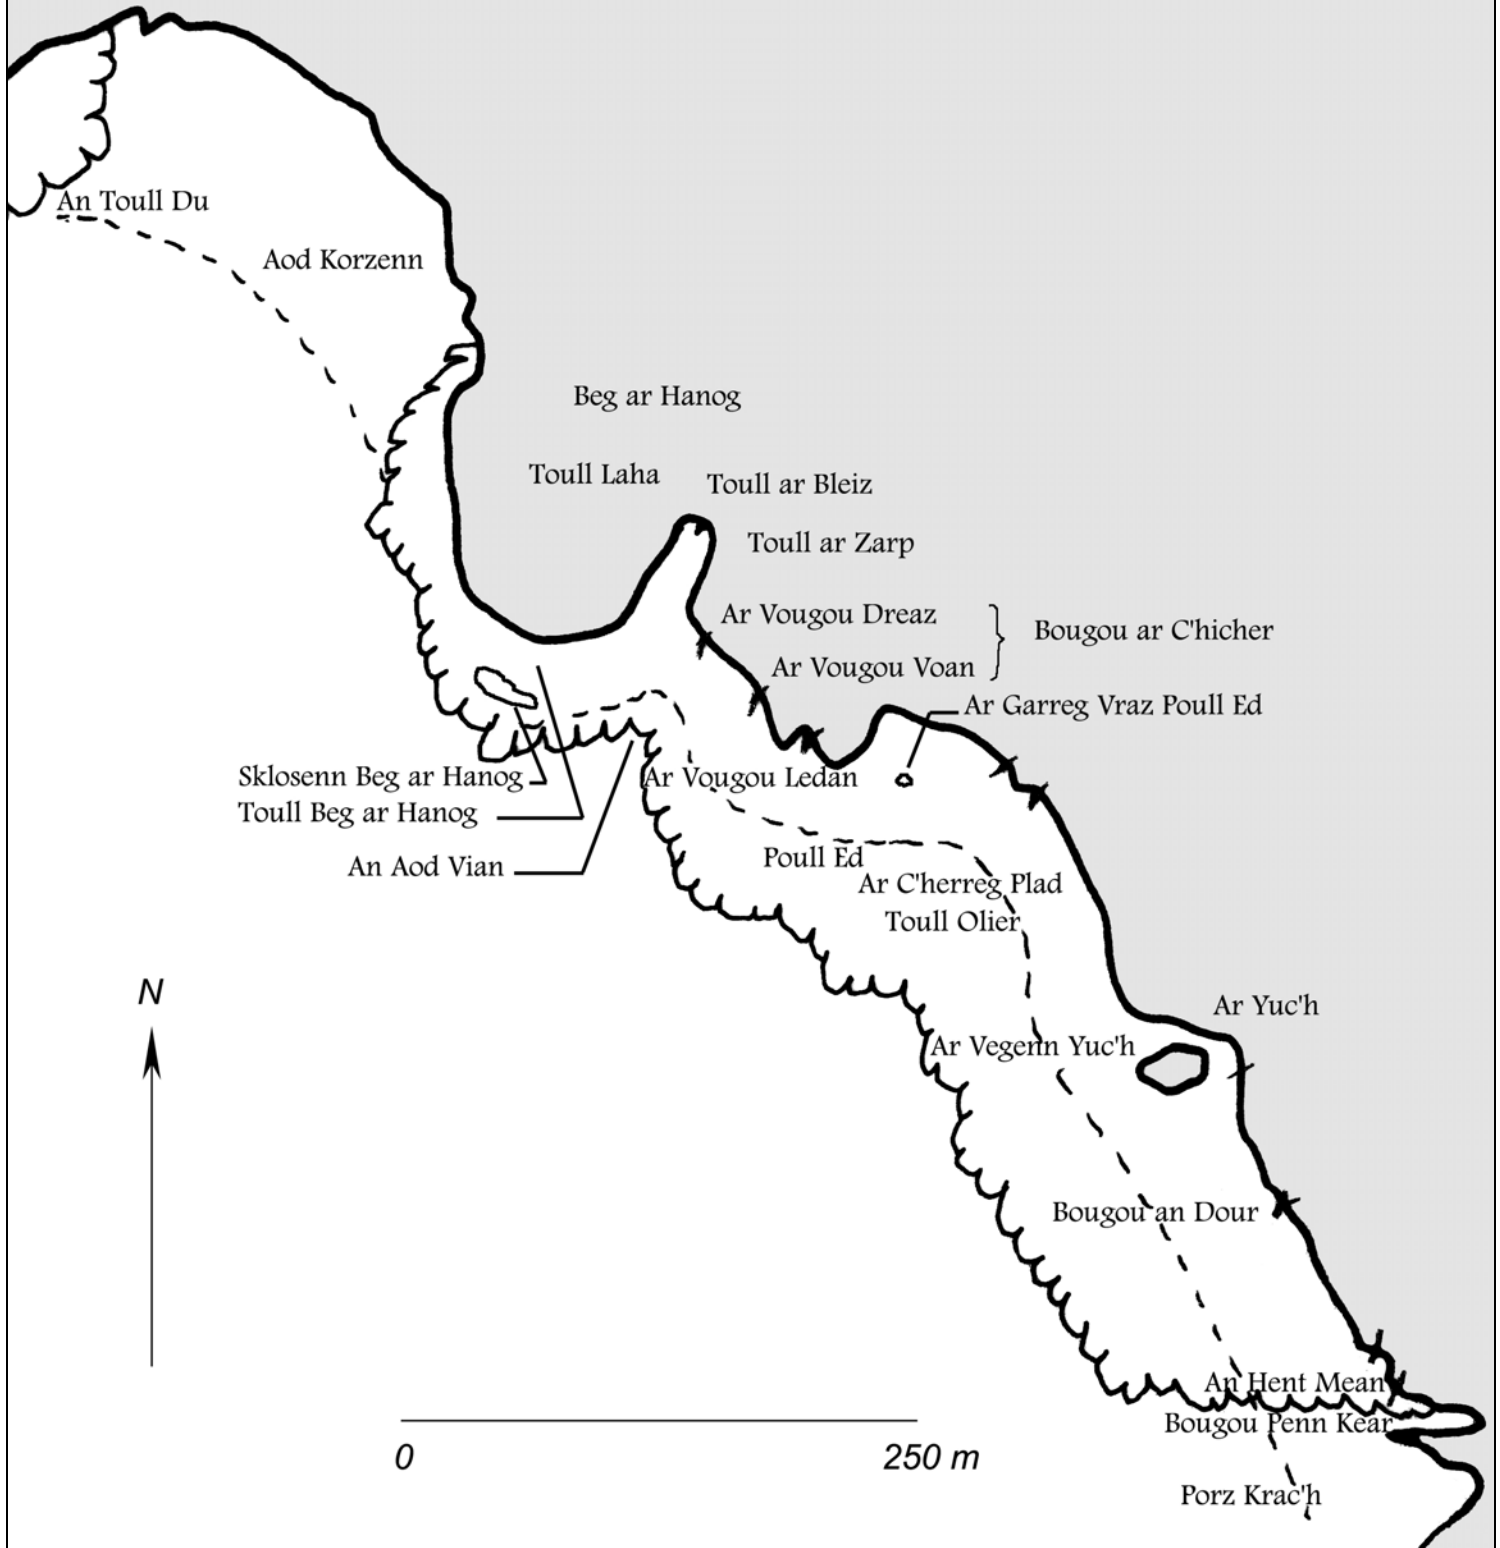 An Toull Du
Aod Korzenn
Beg ar Hanog
Toull Laha
Toull ar Bleiz
Toull ar Zarp
Ar Vougou Dreaz
Bougou ar C'hicher
Ar Vougou Voan
Ar Garreg Vraz Poull Ed
Sklosenn Beg ar Hanog
Ar Vougou Ledan
Toull Beg ar Hanog
An Aod Vian
Poull Ed
Ar C'herreg Plad
Toull Olier
N
Ar Yuc'h
Ar Vegenn Yuc'h
Bougou an Dour
An Hent Mean
Bougou Penn Kear
0 250 m
Porz Krac'h